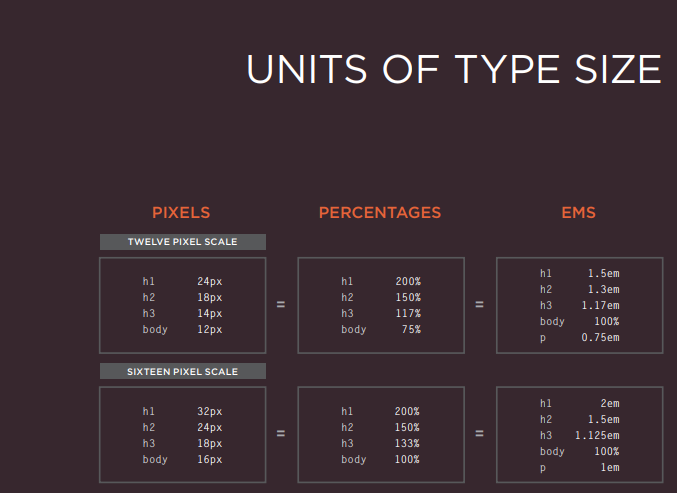 UNITS OF TYPE SIZE
PIXELS PERCENTAGES EMS
TWELVE PIXEL SCALE
h1 24px
h2 18px
h3 14px
body 12px
=
h1 200%
h2 150%
h3 117%
body 75%
=
h1 1.5em
h2 1.3em
h3 1.17em
body 100%
p 0.75em
SIXTEEN PIXEL SCALE
h1 32px
h2 24px
h3 18px
body 16px
=
h1 200%
h2 150%
h3 133%
body 100%
=
h1 2em
h2 1.5em
h3 1.125em
body 100%
p 1em